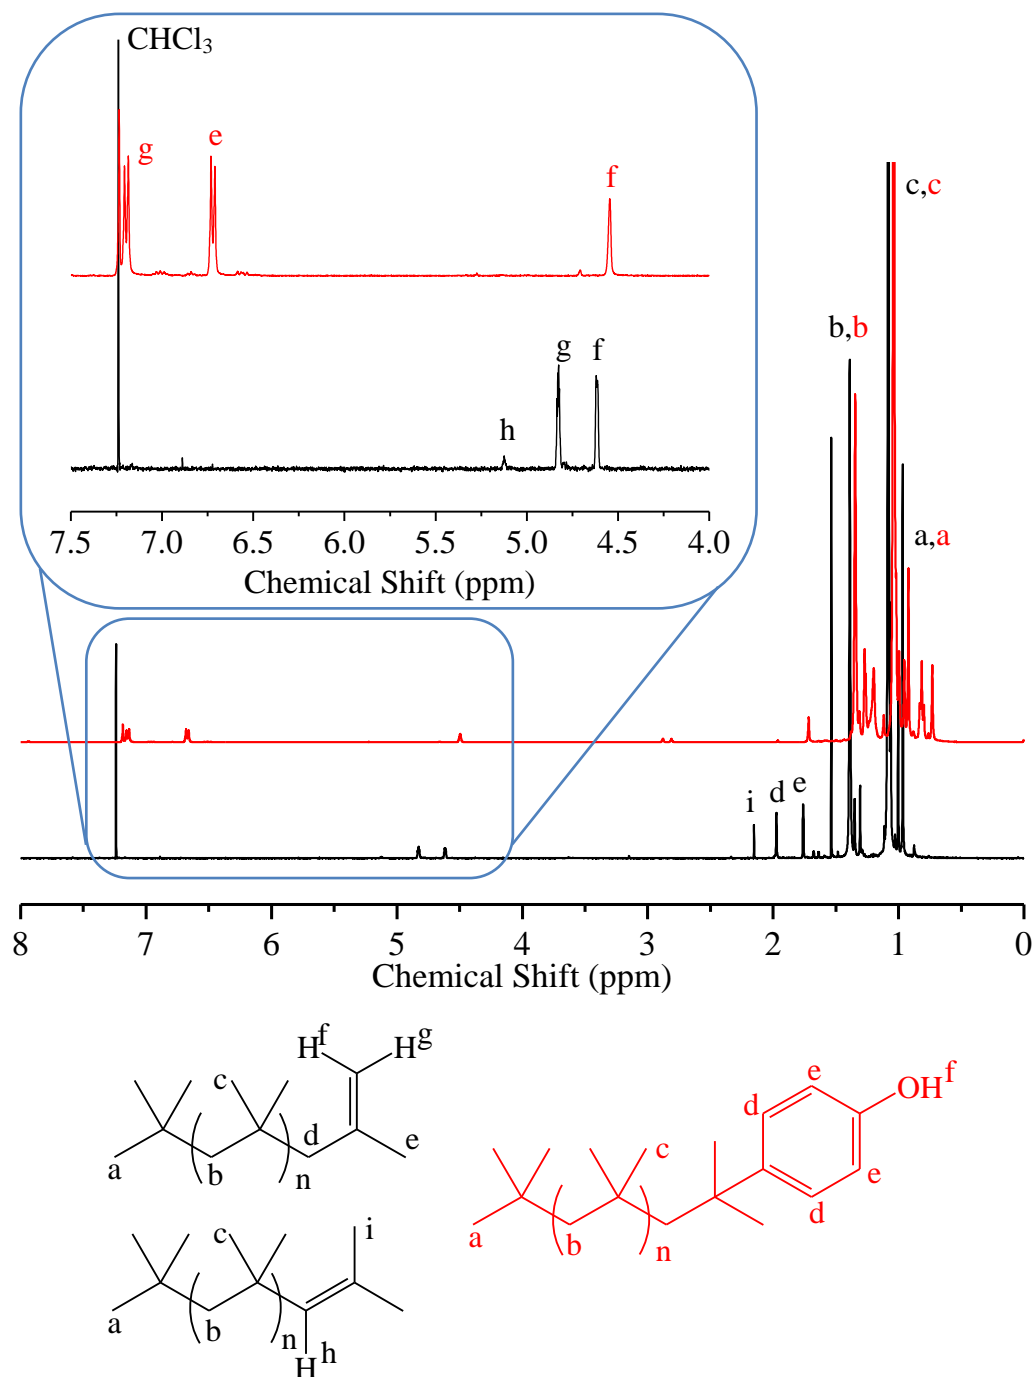 CHCl3
g e f
g f
h
7.5 7.0 6.5 6.0 5.5 5.0 4.5 4.0
Chemical Shift (ppm)
c,c
b,b
a,a
i d e
8 7 6 5 4 3 2 1 0
Chemical Shift (ppm)
Hf Hg
c
d e
a b n
c i
a b n
Hh
e OHf
d
c
e
d
a b n